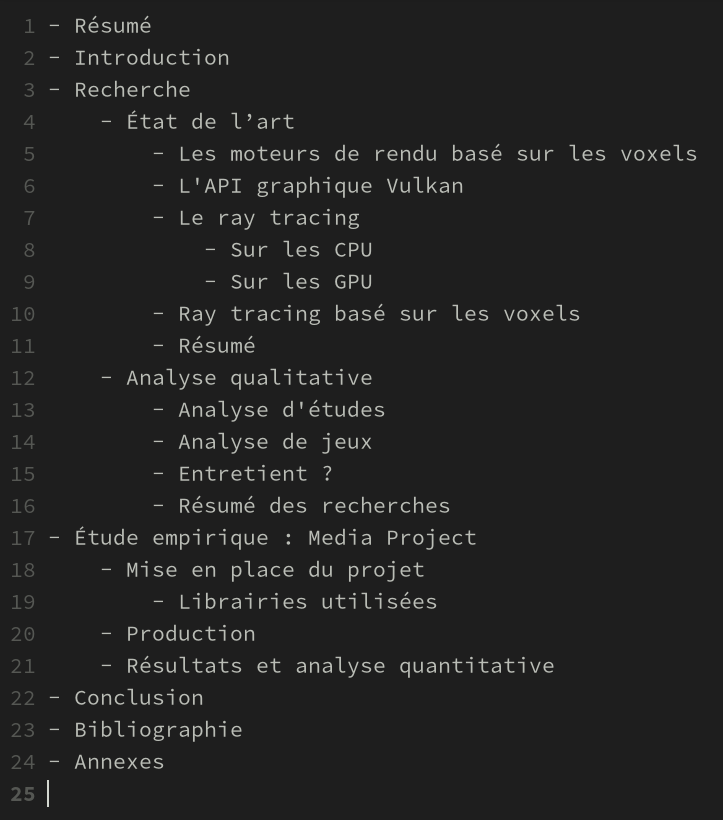 1 - Résumé
2 - Introduction
3 - Recherche
4 - État de l’art
5 - Les moteurs de rendu basé sur les voxels
6 - L'API graphique Vulkan
7 - Le ray tracing
8 - Sur les CPU
9 - Sur les GPU
10 - Ray tracing basé sur les voxels
11 - Résumé
12 - Analyse qualitative
13 - Analyse d'études
14 - Analyse de jeux
15 - Entretient ?
16 - Résumé des recherches
17 - Étude empirique : Media Project
18 - Mise en place du projet
19 - Librairies utilisées
20 - Production
21 - Résultats et analyse quantitative
22 - Conclusion
23 - Bibliographie
24 - Annexes
25